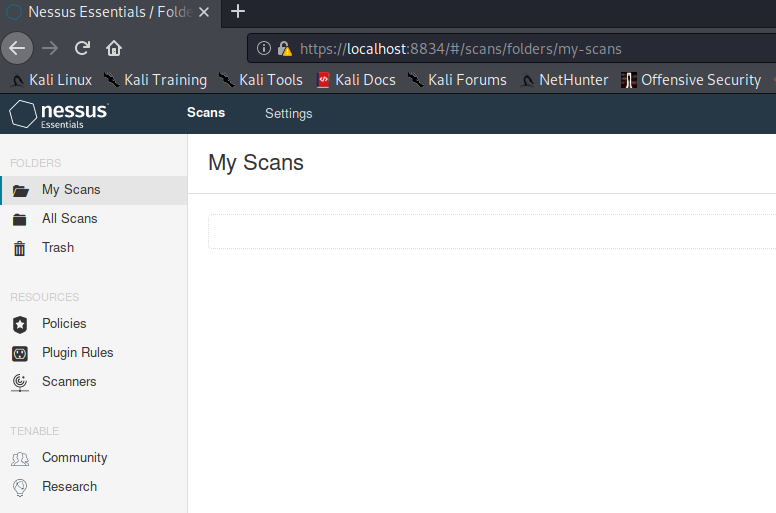 Nessus Essentials / Folde
https://localhost:8834/#/scans/folders/my-scans
Kali Linux Kali Training Kali Tools Kali Docs Kali Forums NetHunter Offensive Security
nessus Essentials Scans Settings
FOLDERS
My Scans
All Scans
Trash
RESOURCES
Policies
Plugin Rules
Scanners
TENABLE
Community
Research
My Scans